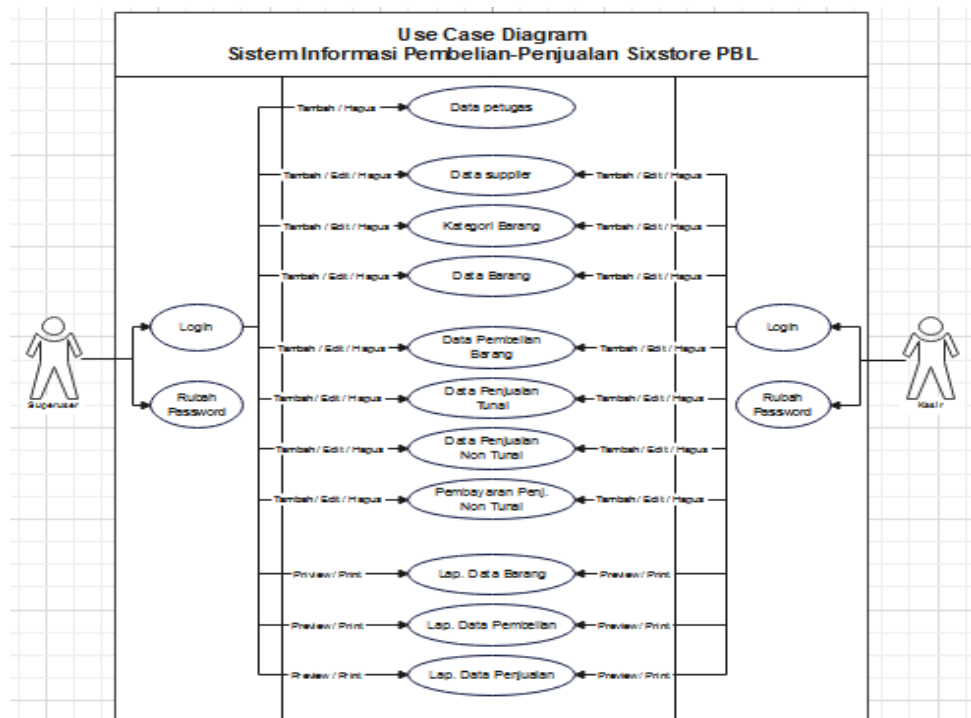 Use Case Diagram
Sistem Informasi Pembelian-Penjualan Sixstore PBL
Tambah / Hapus
Data petugas
Tambah / Edit / Hapus
Data supplier
Tambah / Edit / Hapus
Tambah / Edit / Hapus
Kategori Barang
Tambah / Edit / Hapus
Tambah / Edit / Hapus
Data Barang
Tambah / Edit / Hapus
Login
Login
Tambah / Edit / Hapus
Data Pembelian
Barang
Tambah / Edit / Hapus
Superuser
Rubah
Password
Tambah / Edit / Hapus
Data Penjualan
Tunai
Tambah / Edit / Hapus
Rubah
Password
Kasir
Tambah / Edit / Hapus
Data Penjualan
Non Tunai
Tambah / Edit / Hapus
Tambah / Edit / Hapus
Pembayaran Penj.
Non Tunai
Tambah / Edit / Hapus
Priview / Print
Lap. Data Barang
Preview / Print
Preview / Print
Lap. Data Pembelian
Preview / Print
Preview / Print
Lap. Data Penjualan
Preview / Print